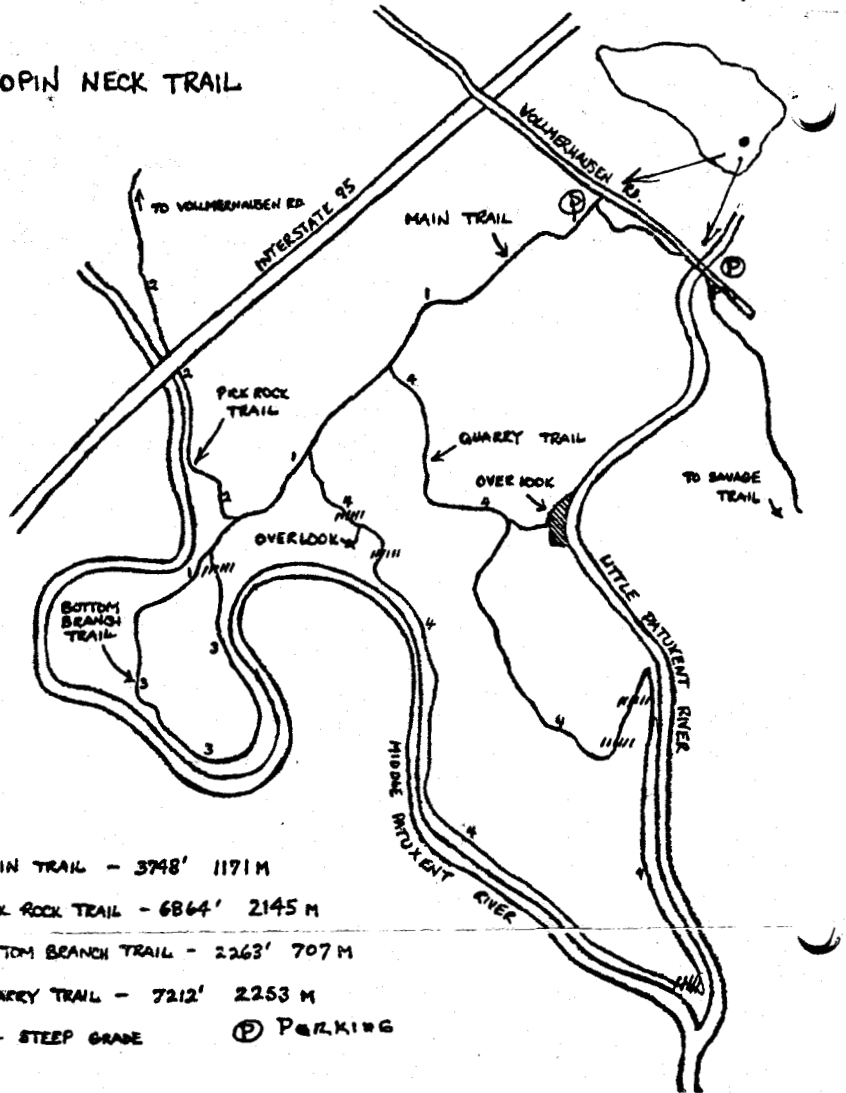 OPIN NECK TRAIL
VOLLMERHAUSEN RD.
P
TO VOLLMERHAUSEN RD.
INTERSTATE 95
MAIN TRAIL
P
2
1
2
PICK ROCK
TRAIL
4
QUARRY TRAIL
1
OVERLOOK
TO SAVAGE
TRAIL
2
4
4
OVERLOOK
1
BOTTOM
BRANCH
TRAIL
LITTLE PATUXENT RIVER
4
3
3
4
3
MIDDLE PATUXENT RIVER
4
4
IN TRAIL - 3748' 1171 M
K ROCK TRAIL - 6864' 2145 M
TOM BRANCH TRAIL - 2263' 707 M
ARRY TRAIL - 7212' 2253 M
- STEEP GRADE
P PARKING